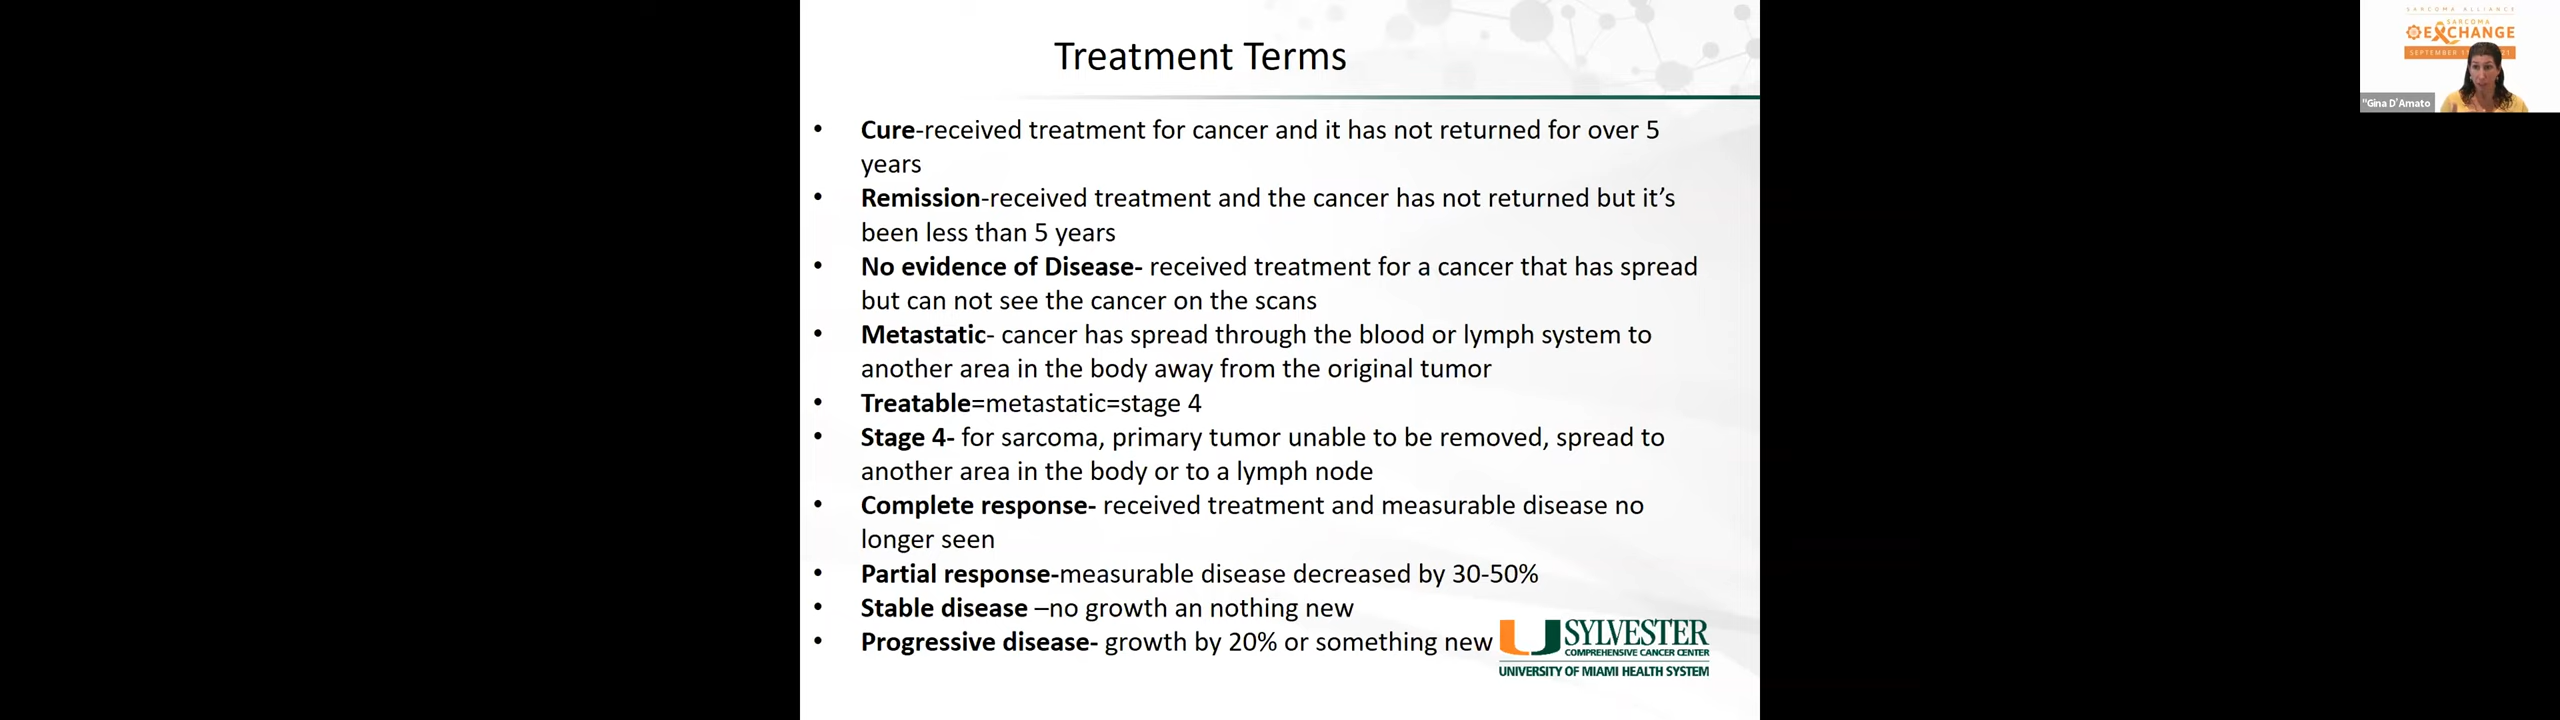 Treatment Terms
• Cure-received treatment for cancer and it has not returned for over 5
years
• Remission-received treatment and the cancer has not returned but it’s
been less than 5 years
• No evidence of Disease- received treatment for a cancer that has spread
but can not see the cancer on the scans
• Metastatic- cancer has spread through the blood or lymph system to
another area in the body away from the original tumor
• Treatable=metastatic=stage 4
• Stage 4- for sarcoma, primary tumor unable to be removed, spread to
another area in the body or to a lymph node
• Complete response- received treatment and measurable disease no
longer seen
• Partial response-measurable disease decreased by 30-50%
• Stable disease –no growth an nothing new
• Progressive disease- growth by 20% or something new
SYLVESTER
COMPREHENSIVE CANCER CENTER
UNIVERSITY OF MIAMI HEALTH SYSTEM
SARCOMA ALLIANCE
SARCOMA
EXCHANGE
SEPTEMBER
"Gina D'Amato